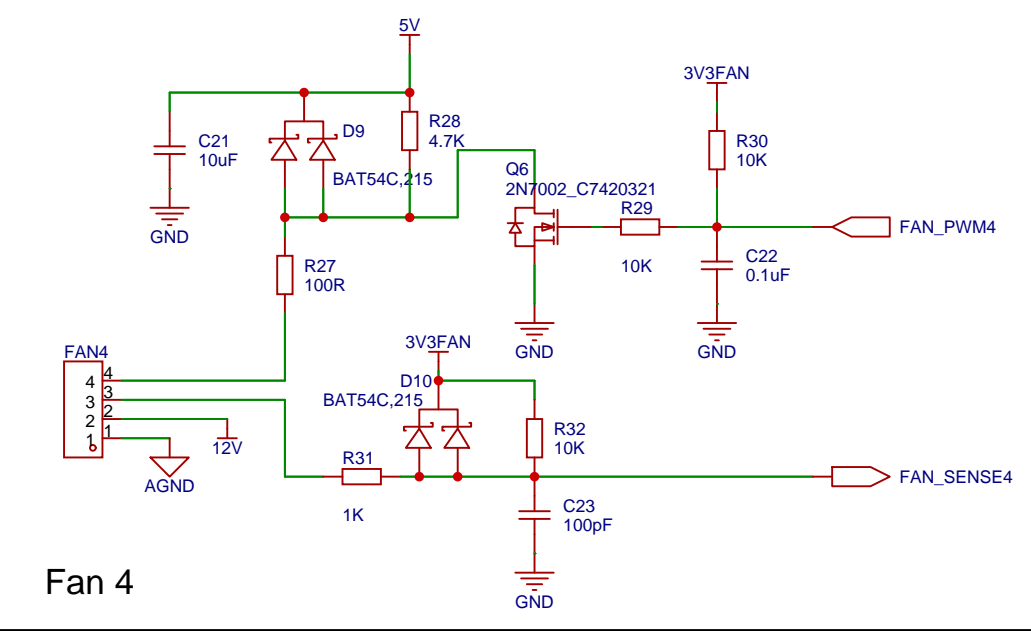 5V
3V3FAN
C21
10uF
D9
BAT54C,215
R28
4.7K
Q6
2N7002_C7420321
R30
10K
R29
10K
FAN_PWM4
GND
R27
100R
C22
0.1uF
GND
GND
FAN4
3V3FAN
4 4
3 3
2 2
1 1
12V
AGND
D10
BAT54C,215
R32
10K
R31
1K
FAN_SENSE4
C23
100pF
GND
Fan 4